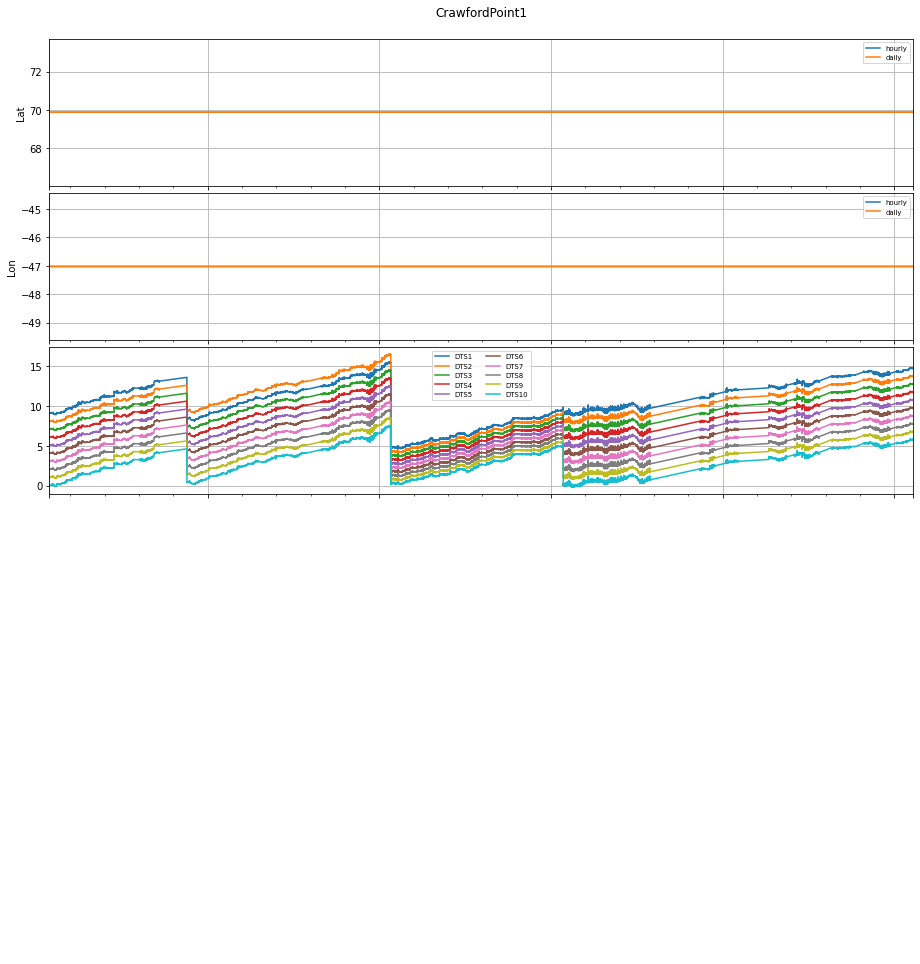 CrawfordPoint1
hourly
daily
72
70
68
Lat
hourly
daily
−45
−46
−47
−48
−49
Lon
DTS1 DTS6
DTS2 DTS7
DTS3 DTS8
DTS4 DTS9
DTS5 DTS10
15
10
5
0